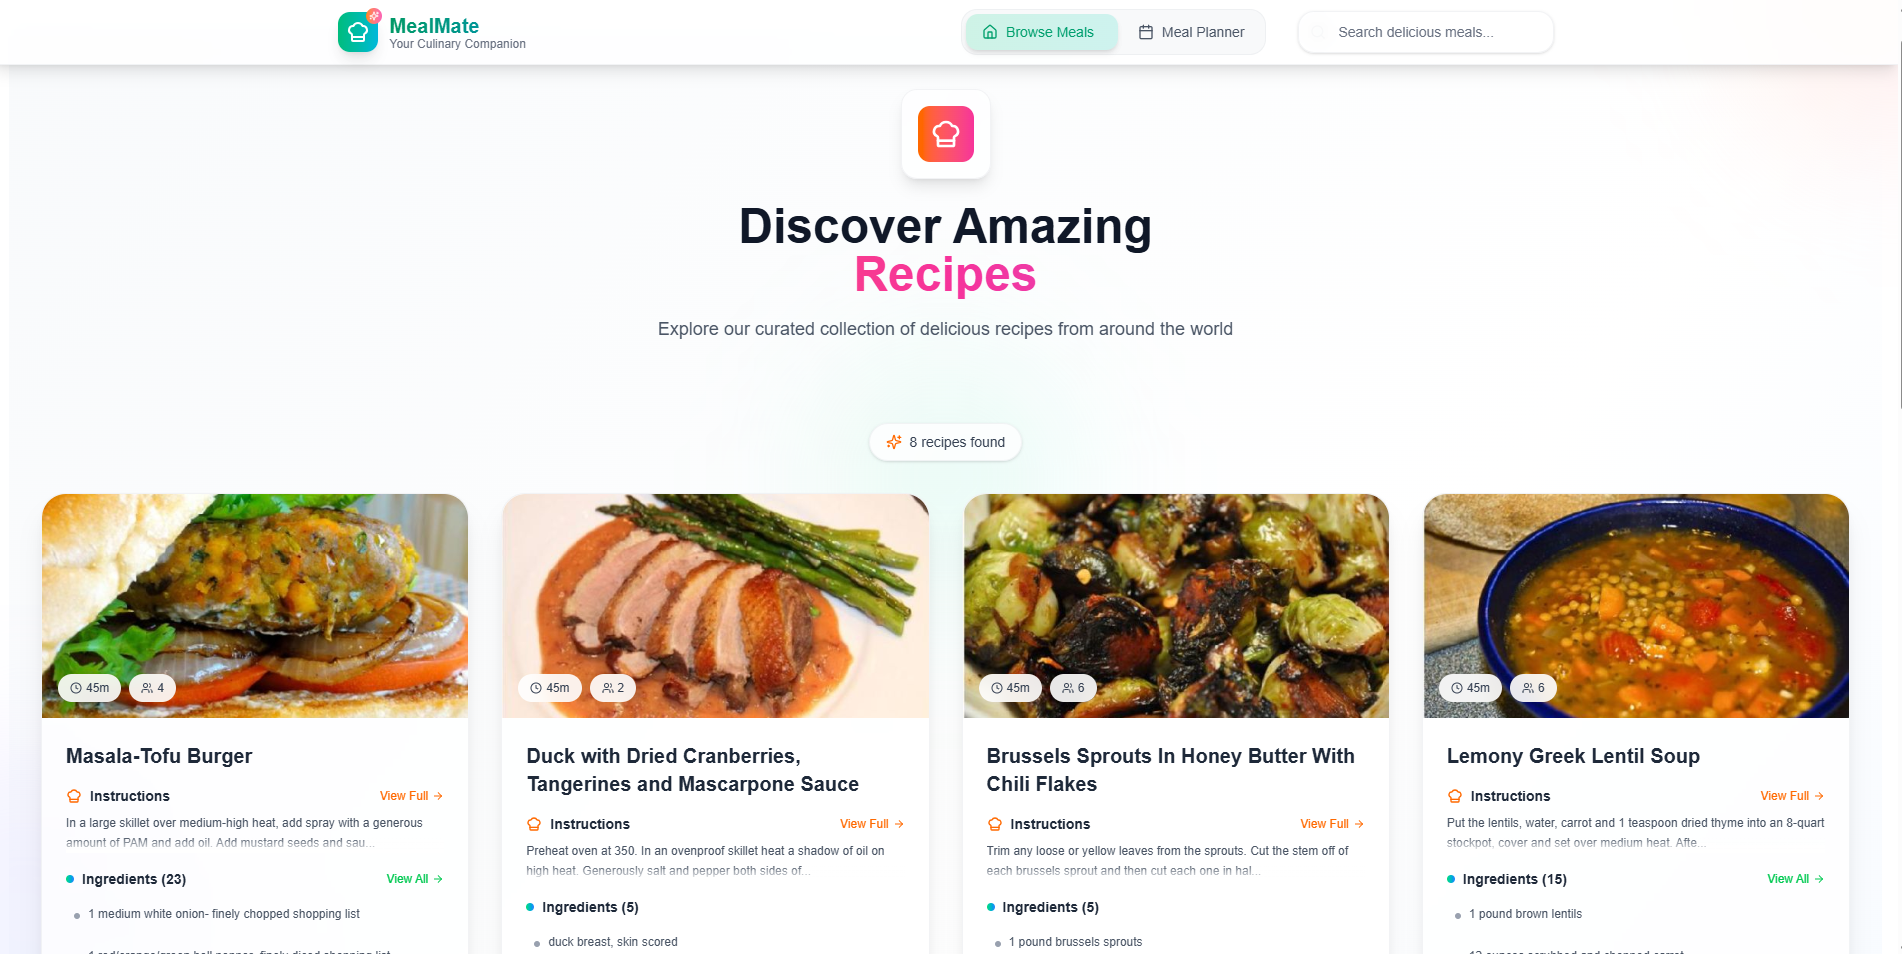 MealMate
Your Culinary Companion
Browse Meals
Meal Planner
Search delicious meals...
Discover Amazing
Recipes
Explore our curated collection of delicious recipes from around the world
8 recipes found
45m
4
45m
2
45m
6
45m
6
Masala-Tofu Burger
Instructions
View Full
In a large skillet over medium-high heat, add spray with a generous
amount of PAM and add oil. Add mustard seeds and sau...
Ingredients (23)
View All
1 medium white onion- finely chopped shopping list
1 red/orange/green bell pepper- finely diced shopping list
Duck with Dried Cranberries,
Tangerines and Mascarpone Sauce
Instructions
View Full
Preheat oven at 350. In an ovenproof skillet heat a shadow of oil on
high heat. Generously salt and pepper both sides of...
Ingredients (5)
duck breast, skin scored
Brussels Sprouts In Honey Butter With
Chili Flakes
Instructions
View Full
Trim any loose or yellow leaves from the sprouts. Cut the stem off of
each brussels sprout and then cut each one in hal...
Ingredients (5)
1 pound brussels sprouts
Lemony Greek Lentil Soup
Instructions
View Full
Put the lentils, water, carrot and 1 teaspoon dried thyme into an 8-quart
stockpot, cover and set over medium heat. Afte...
Ingredients (15)
View All
1 pound brown lentils